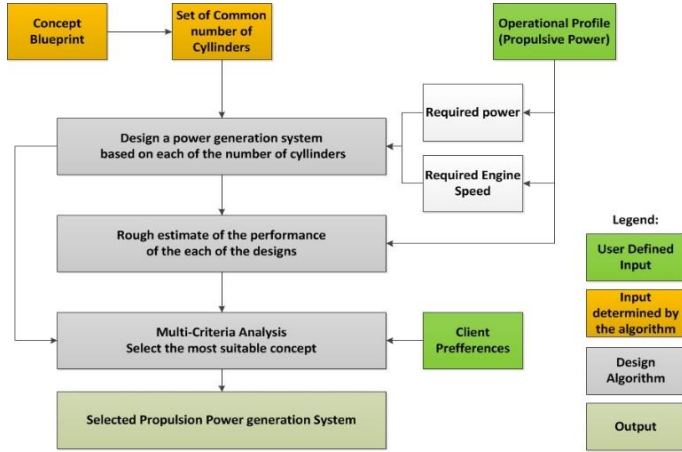 Concept
Blueprint
Set of Common
number of
Cyllinders
Operational Profile
(Propulsive Power)
Required power
Design a power generation system
based on each of the number of cyllinders
Required Engine
Speed
Rough estimate of the performance
of the each of the designs
Multi-Criteria Analysis
Select the most suitable concept
Client
Prefferences
Selected Propulsion Power generation System
Legend:
User Defined
Input
Input
determined by
the algorithm
Design
Algorithm
Output